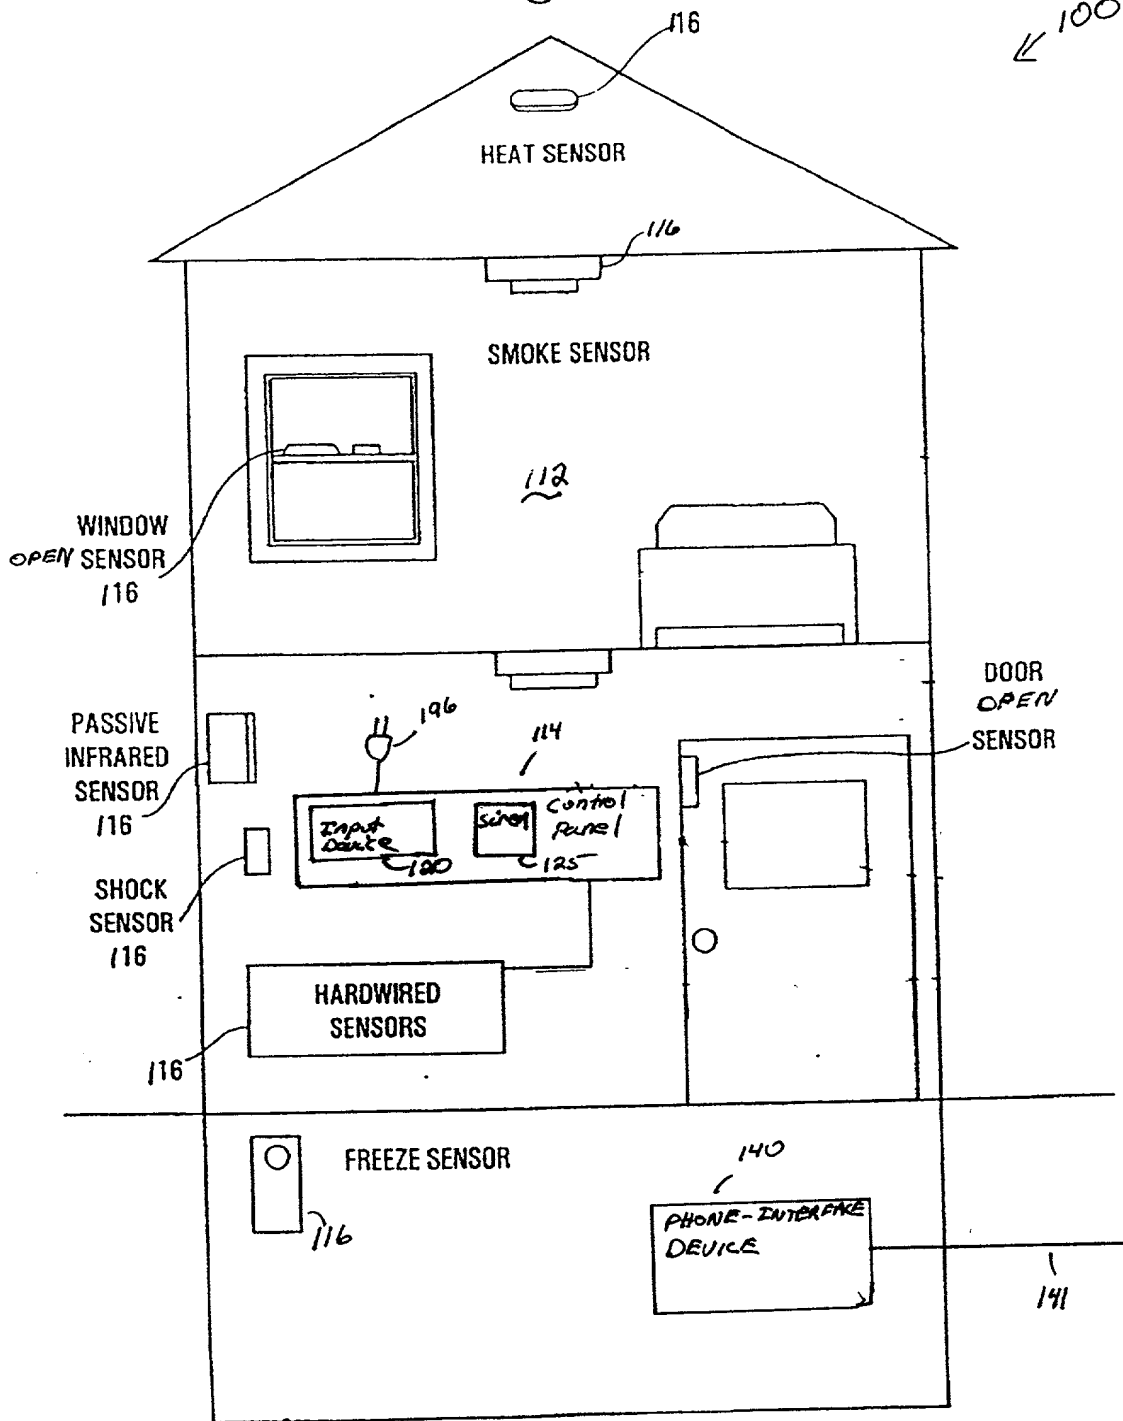 100
116
HEAT SENSOR
116
SMOKE SENSOR
112
WINDOW
OPEN SENSOR
116
DOOR
OPEN
SENSOR
PASSIVE
INFRARED
SENSOR
116
196
114
Input
Device
120
Siren
125
Control
Panel
SHOCK
SENSOR
116
HARDWIRED
SENSORS
116
FREEZE SENSOR
116
140
PHONE-INTERFACE
DEVICE
141